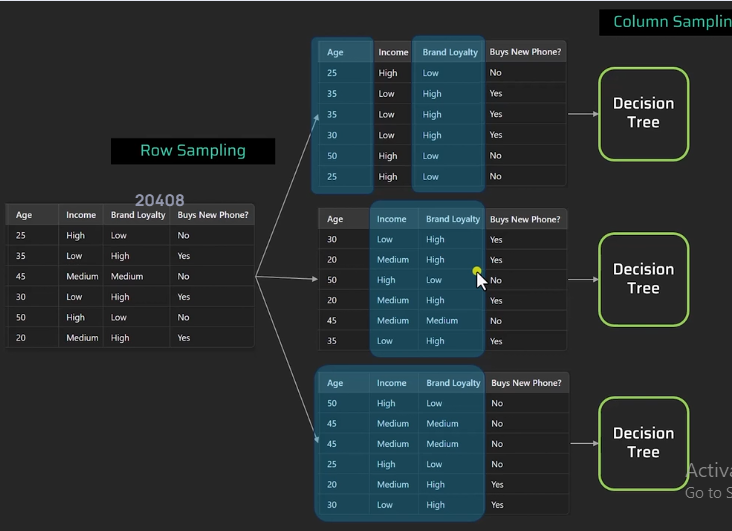 Column Samplin
Row Sampling
20408
Age Income Brand Loyalty Buys New Phone?
25 High Low No
35 Low High Yes
45 Medium Medium No
30 Low High Yes
50 High Low No
20 Medium High Yes
Age Income Brand Loyalty Buys New Phone?
25 High Low No
35 Low High Yes
35 Low High Yes
30 Low High Yes
50 High Low No
25 High Low No
Decision
Tree
Age Income Brand Loyalty Buys New Phone?
30 Low High Yes
20 Medium High Yes
50 High Low No
20 Medium High Yes
45 Medium Medium No
35 Low High Yes
Decision
Tree
Age Income Brand Loyalty Buys New Phone?
50 High Low No
45 Medium Medium No
45 Medium Medium No
25 High Low No
20 Medium High Yes
30 Low High Yes
Decision
Tree
Activa
Go to S